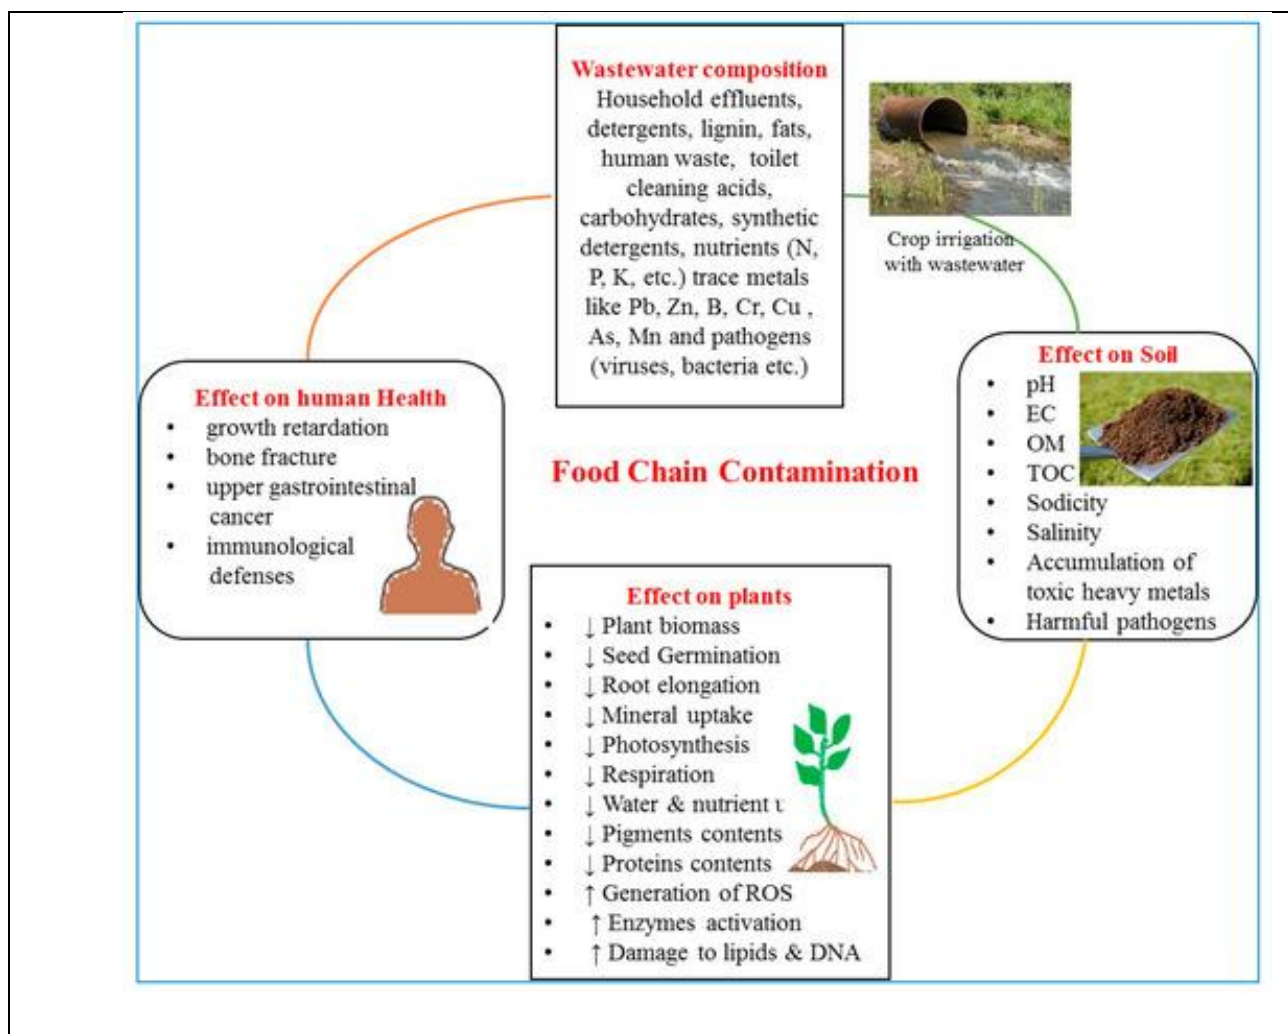 Wastewater composition
Household effluents,
detergents, lignin, fats,
human waste, toilet
cleaning acids,
carbohydrates, synthetic
detergents, nutrients (N,
P, K, etc.) trace metals
like Pb, Zn, B, Cr, Cu ,
As, Mn and pathogens
(viruses, bacteria etc.)
Crop irrigation
with wastewater
Effect on Soil
• pH
• EC
• OM
• TOC
• Sodicity
• Salinity
• Accumulation of
toxic heavy metals
• Harmful pathogens
Effect on human Health
• growth retardation
• bone fracture
• upper gastrointestinal
cancer
• immunological
defenses
Food Chain Contamination
Effect on plants
• ↓ Plant biomass
• ↓ Seed Germination
• ↓ Root elongation
• ↓ Mineral uptake
• ↓ Photosynthesis
• ↓ Respiration
• ↓ Water & nutrient
• ↓ Pigments contents
• ↓ Proteins contents
• ↑ Generation of ROS
• ↑ Enzymes activation
• ↑ Damage to lipids & DNA